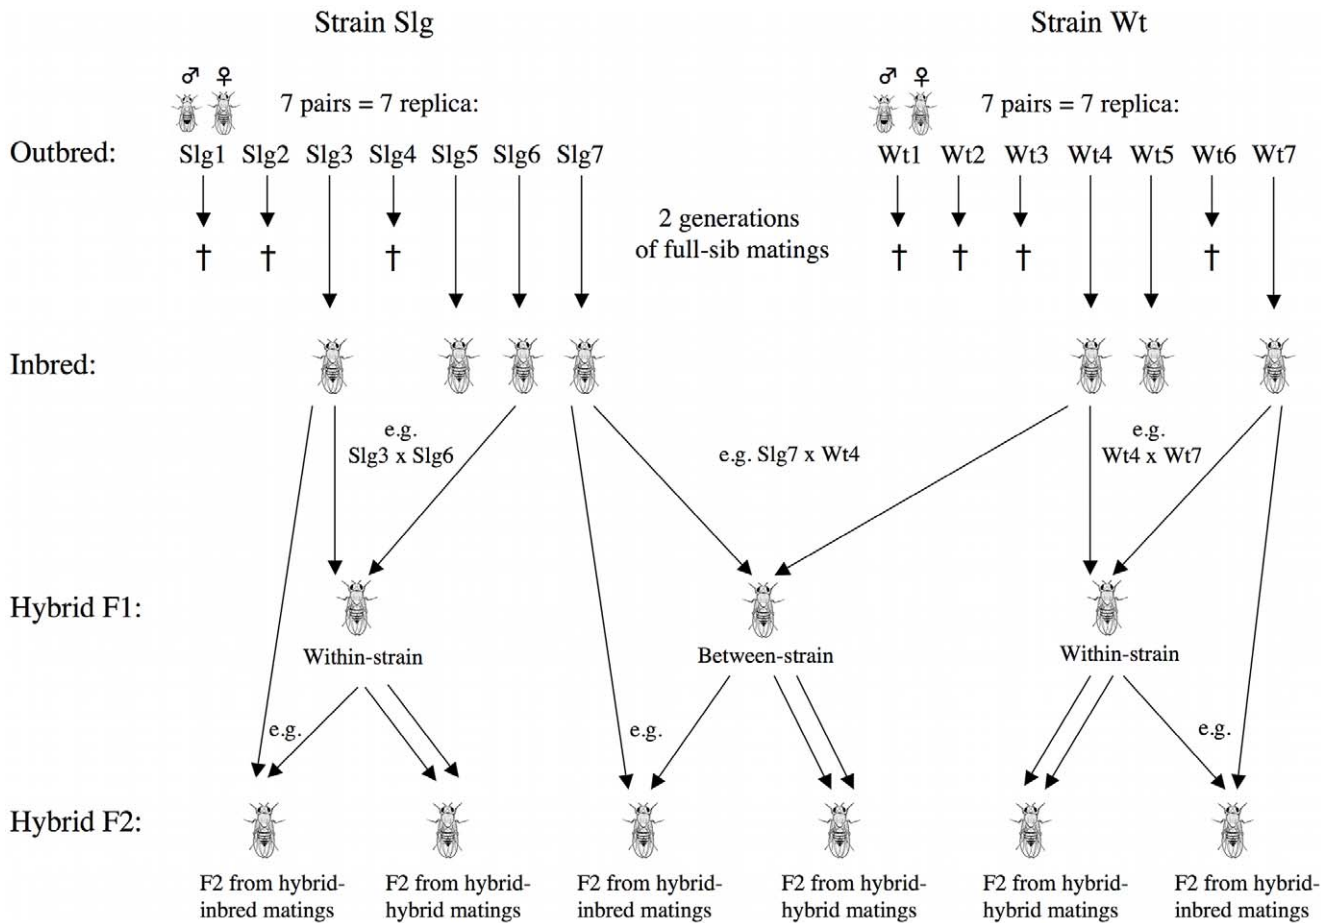 Strain Slg
Strain Wt
♂ ♀
7 pairs = 7 replica:
♂ ♀
7 pairs = 7 replica:
Outbred:
Slg1 Slg2 Slg3 Slg4 Slg5 Slg6 Slg7
Wt1 Wt2 Wt3 Wt4 Wt5 Wt6 Wt7
† † †
2 generations
of full-sib matings
† † † †
Inbred:
e.g.
Slg3 x Slg6
e.g. Slg7 x Wt4
e.g.
Wt4 x Wt7
Hybrid F1:
Within-strain
Between-strain
Within-strain
e.g.
e.g.
e.g.
Hybrid F2:
F2 from hybrid-
inbred matings
F2 from hybrid-
hybrid matings
F2 from hybrid-
inbred matings
F2 from hybrid-
hybrid matings
F2 from hybrid-
hybrid matings
F2 from hybrid-
inbred matings